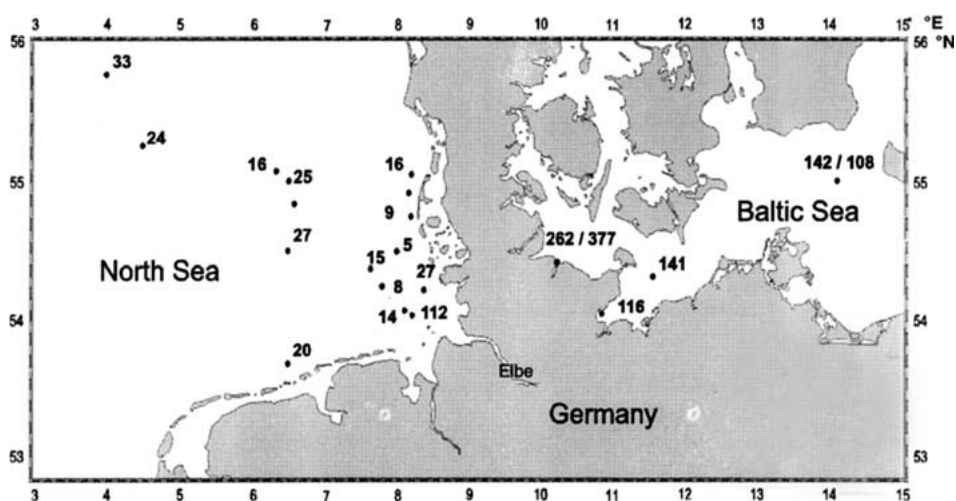 3 4 5 6 7 8 9 10 11 12 13 14 15 °E
56 56 °N
33
24
16 16 142 / 108
25
55 55
9 Baltic Sea
27 5 262 / 377
15 27 141
North Sea
8
14 112 116
54 54
20
Elbe
Germany
53 53
3 4 5 6 7 8 9 10 11 12 13 14 15